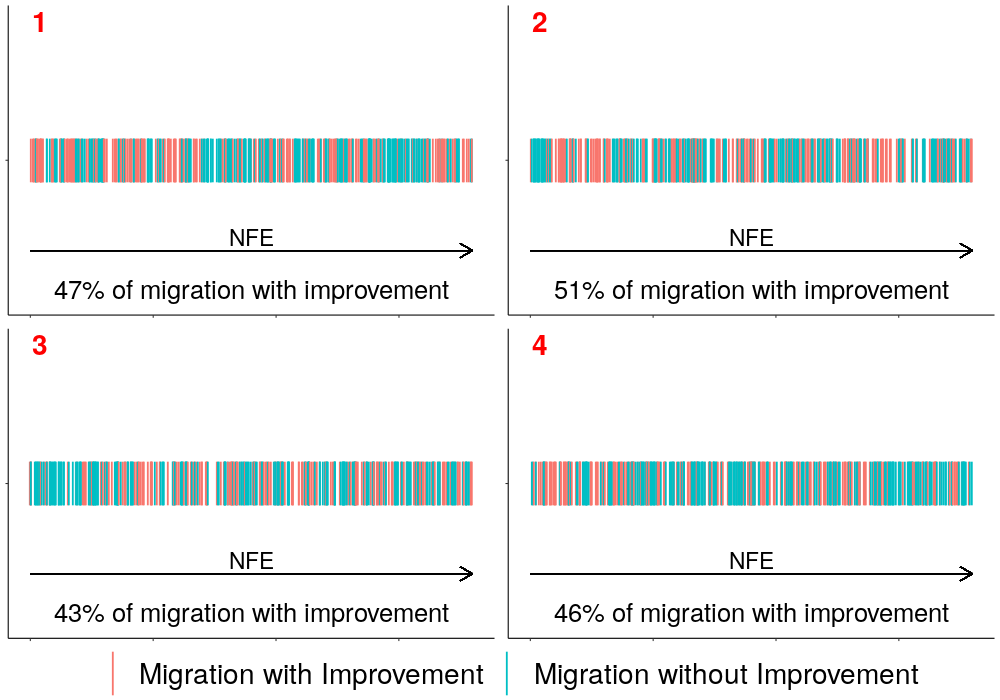 1
NFE
47% of migration with improvement
2
NFE
51% of migration with improvement
3
NFE
43% of migration with improvement
4
NFE
46% of migration with improvement
Migration with Improvement
Migration without Improvement